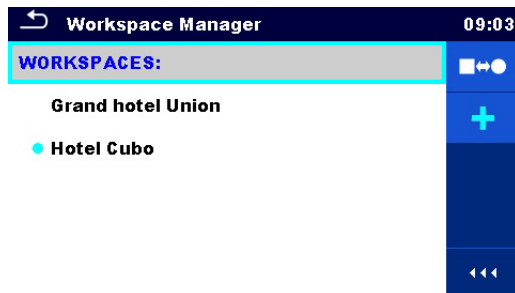 Workspace Manager 09:03
WORKSPACES:
Grand hotel Union
Hotel Cubo